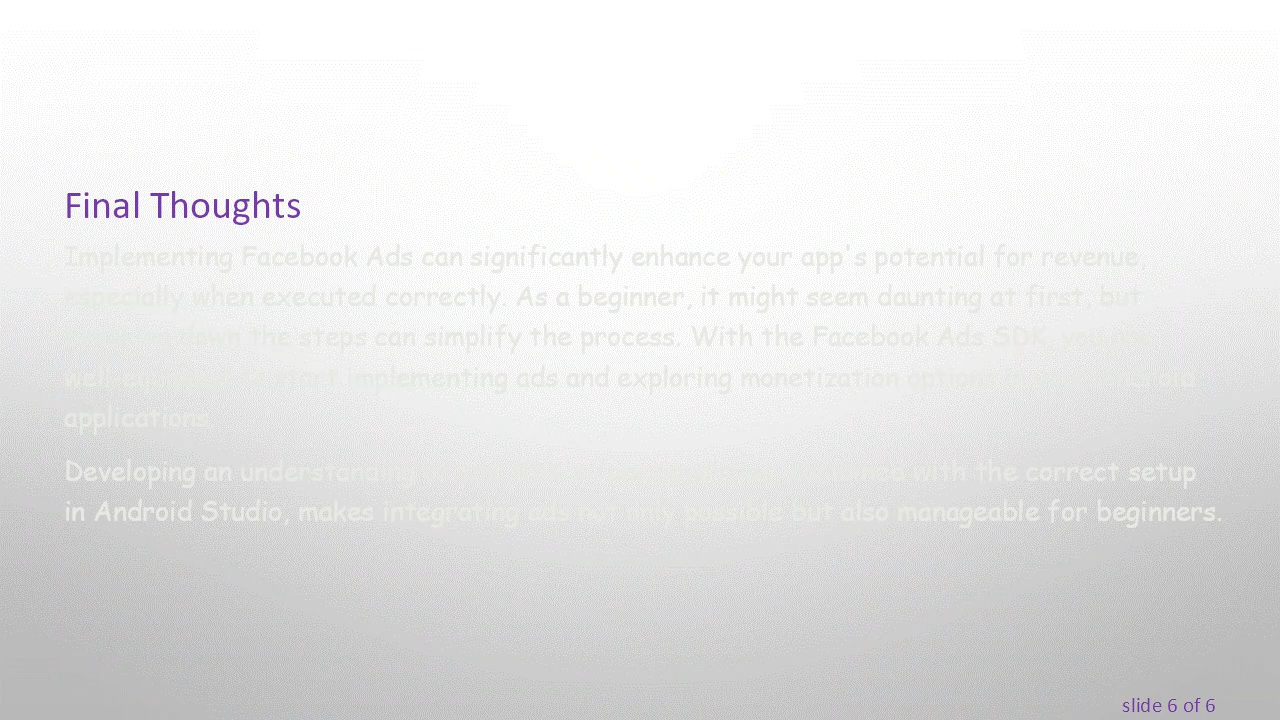 Final Thoughts
Implementing Facebook Ads can significantly enhance your app's potential for revenue,
especially when executed correctly. As a beginner, it might seem daunting at first, but
down the steps can simplify the process. With the Facebook Ads SDK, you
start implementing ads and exploring monetization options
applications
Developing an understanding with the correct setup
in Android Studio, makes integrating ads not only possible but also manageable for beginners.
slide 6 of 6